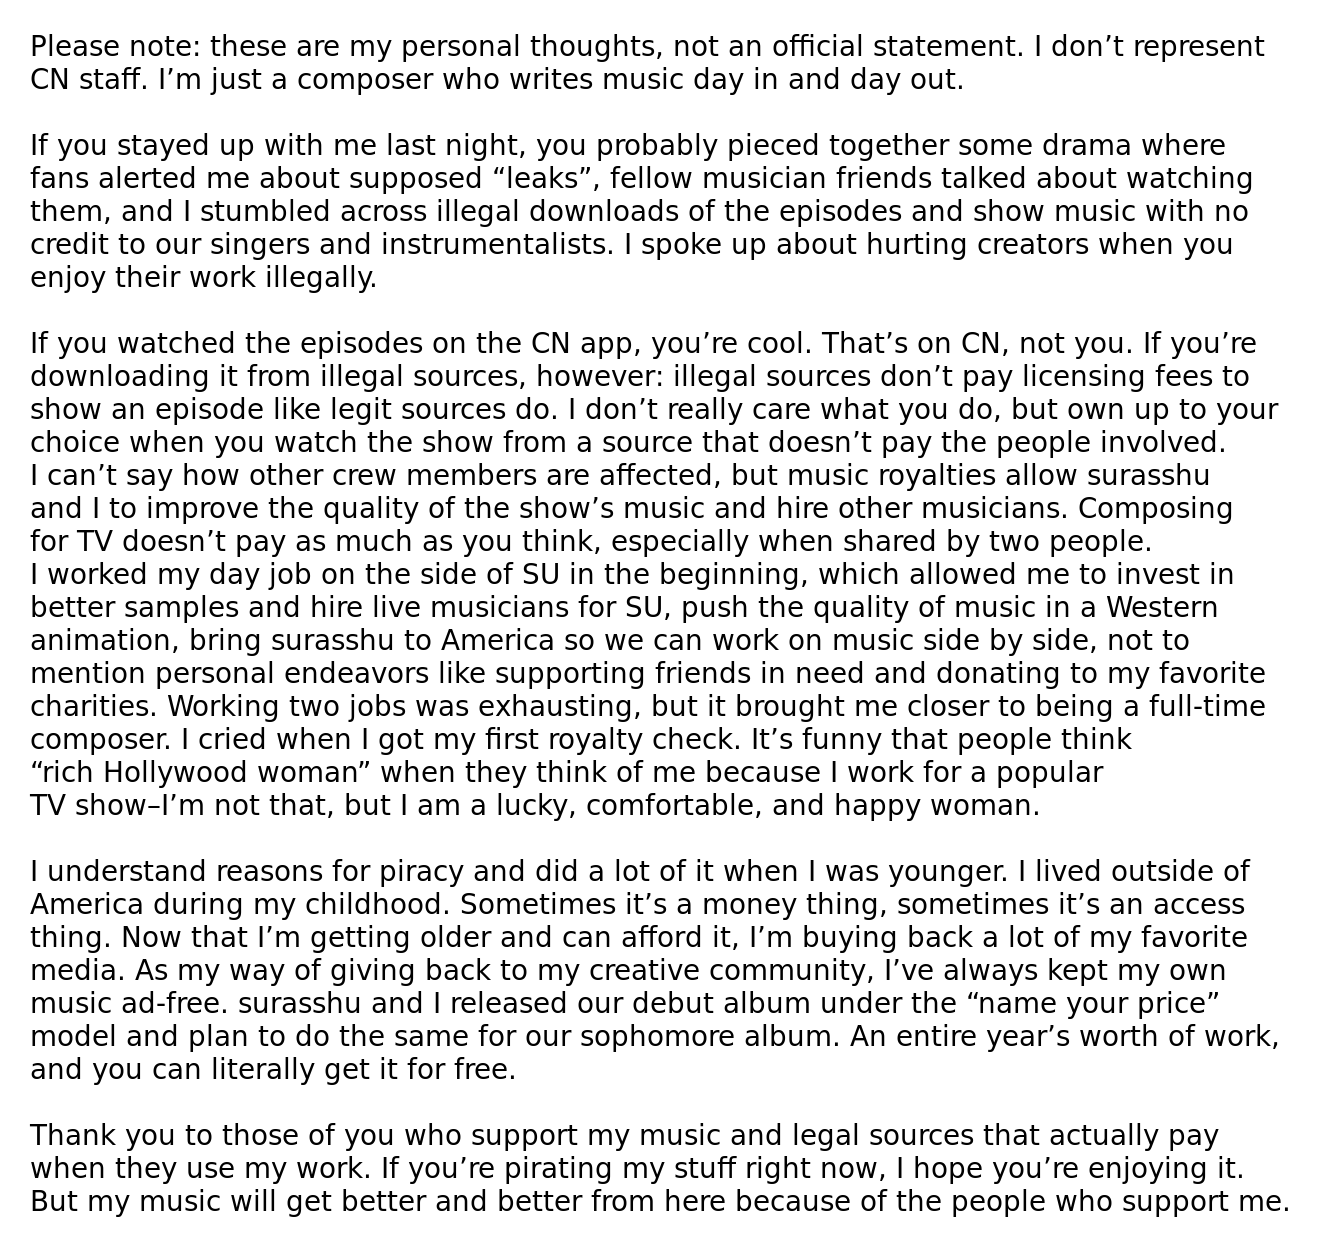 Please note: these are my personal thoughts, not an official statement. I don’t represent
CN staff. I’m just a composer who writes music day in and day out.

If you stayed up with me last night, you probably pieced together some drama where
fans alerted me about supposed “leaks”, fellow musician friends talked about watching
them, and I stumbled across illegal downloads of the episodes and show music with no
credit to our singers and instrumentalists. I spoke up about hurting creators when you
enjoy their work illegally.

If you watched the episodes on the CN app, you’re cool. That’s on CN, not you. If you’re
downloading it from illegal sources, however: illegal sources don’t pay licensing fees to
show an episode like legit sources do. I don’t really care what you do, but own up to your
choice when you watch the show from a source that doesn’t pay the people involved.
I can’t say how other crew members are affected, but music royalties allow surasshu
and I to improve the quality of the show’s music and hire other musicians. Composing
for TV doesn’t pay as much as you think, especially when shared by two people.
I worked my day job on the side of SU in the beginning, which allowed me to invest in
better samples and hire live musicians for SU, push the quality of music in a Western
animation, bring surasshu to America so we can work on music side by side, not to
mention personal endeavors like supporting friends in need and donating to my favorite
charities. Working two jobs was exhausting, but it brought me closer to being a full-time
composer. I cried when I got my first royalty check. It’s funny that people think
“rich Hollywood woman” when they think of me because I work for a popular
TV show–I’m not that, but I am a lucky, comfortable, and happy woman.

I understand reasons for piracy and did a lot of it when I was younger. I lived outside of
America during my childhood. Sometimes it’s a money thing, sometimes it’s an access
thing. Now that I’m getting older and can afford it, I’m buying back a lot of my favorite
media. As my way of giving back to my creative community, I’ve always kept my own
music ad-free. surasshu and I released our debut album under the “name your price”
model and plan to do the same for our sophomore album. An entire year’s worth of work,
and you can literally get it for free.

Thank you to those of you who support my music and legal sources that actually pay
when they use my work. If you’re pirating my stuff right now, I hope you’re enjoying it.
But my music will get better and better from here because of the people who support me.